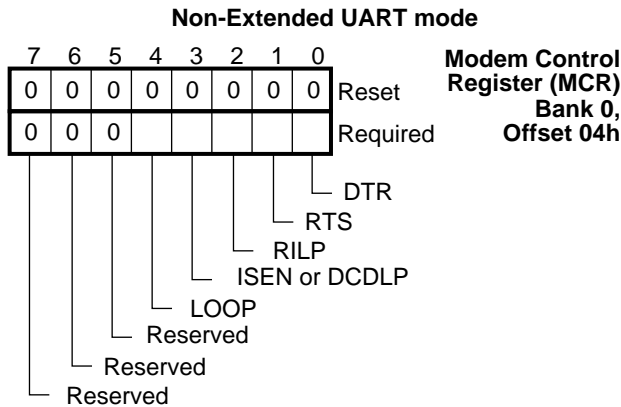 Non-Extended UART mode
7 6 5 4 3 2 1 0
Modem Control
Register (MCR)
Bank 0,
Offset 04h
0 0 0 0 0 0 0 0 Reset
0 0 0 Required
DTR
RTS
RILP
ISEN or DCDLP
LOOP
Reserved
Reserved
Reserved